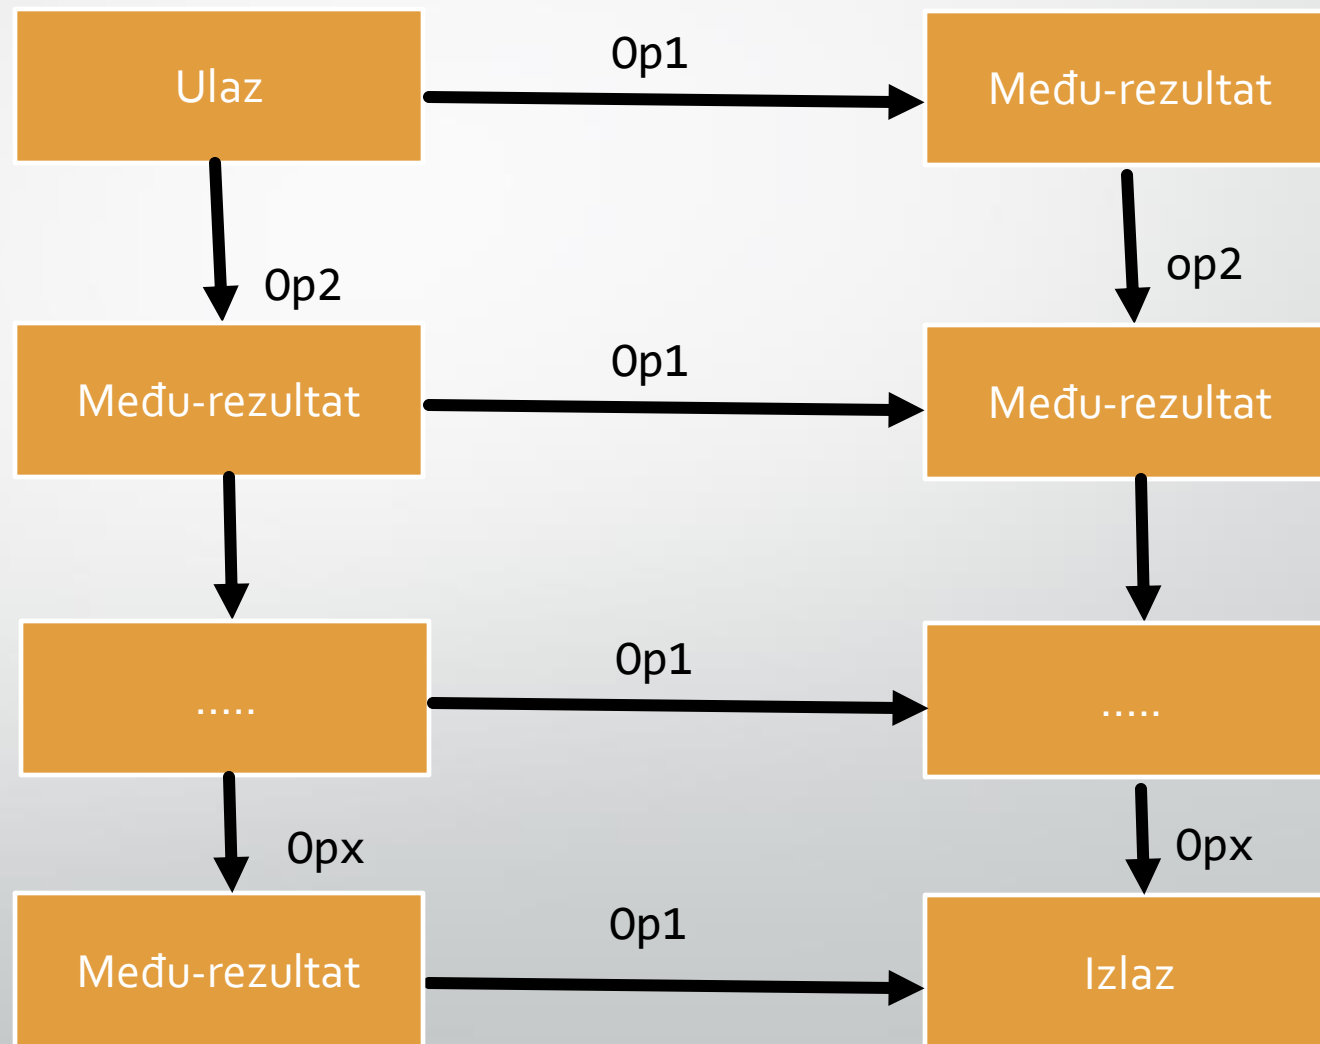 Ulaz
Op1
Među-rezultat
Op2
op2
Među-rezultat
Op1
Među-rezultat
.....
Op1
.....
Opx
Opx
Među-rezultat
Op1
Izlaz